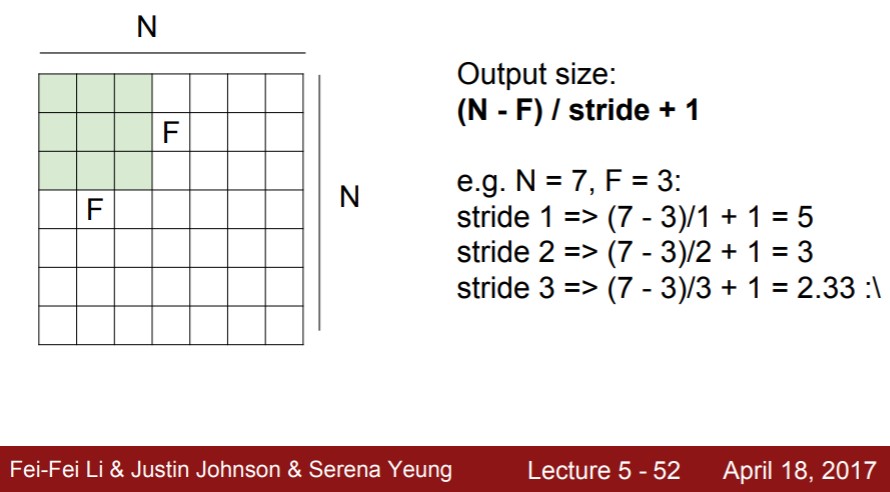 N
F
F
N
Output size:
(N - F) / stride + 1
e.g. N = 7, F = 3:
stride 1 => (7 - 3)/1 + 1 = 5
stride 2 => (7 - 3)/2 + 1 = 3
stride 3 => (7 - 3)/3 + 1 = 2.33 :\
Fei-Fei Li & Justin Johnson & Serena Yeung
Lecture 5 - 52
April 18, 2017